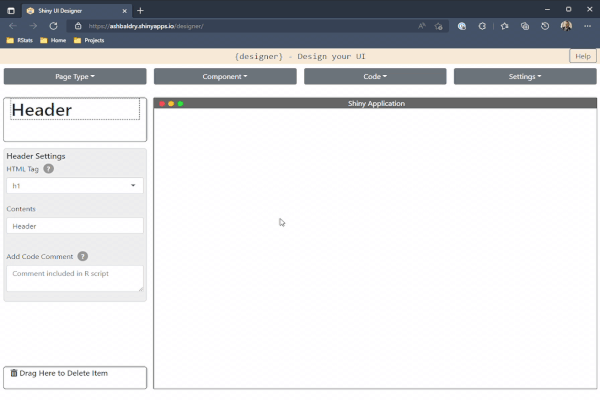 Shiny UI Designer
https://ashbaldry.shinyapps.io/designer/
RStats Home Projects
{designer} - Design your UI
Help
Page Type Component Code Settings
Header
Shiny Application
Header Settings
HTML Tag ?
h1
Contents
Header
Add Code Comment ?
Comment included in R script
Drag Here to Delete Item